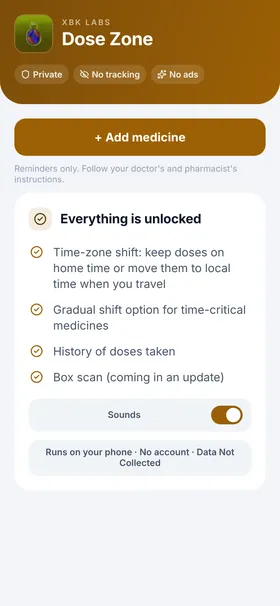 XBK LABS
Dose Zone
Private
No tracking
No ads
+ Add medicine
Reminders only. Follow your doctor's and pharmacist's
instructions.
Everything is unlocked
Time-zone shift: keep doses on
home time or move them to local
time when you travel
Gradual shift option for time-critical
medicines
History of doses taken
Box scan (coming in an update)
Sounds
Runs on your phone · No account · Data Not
Collected